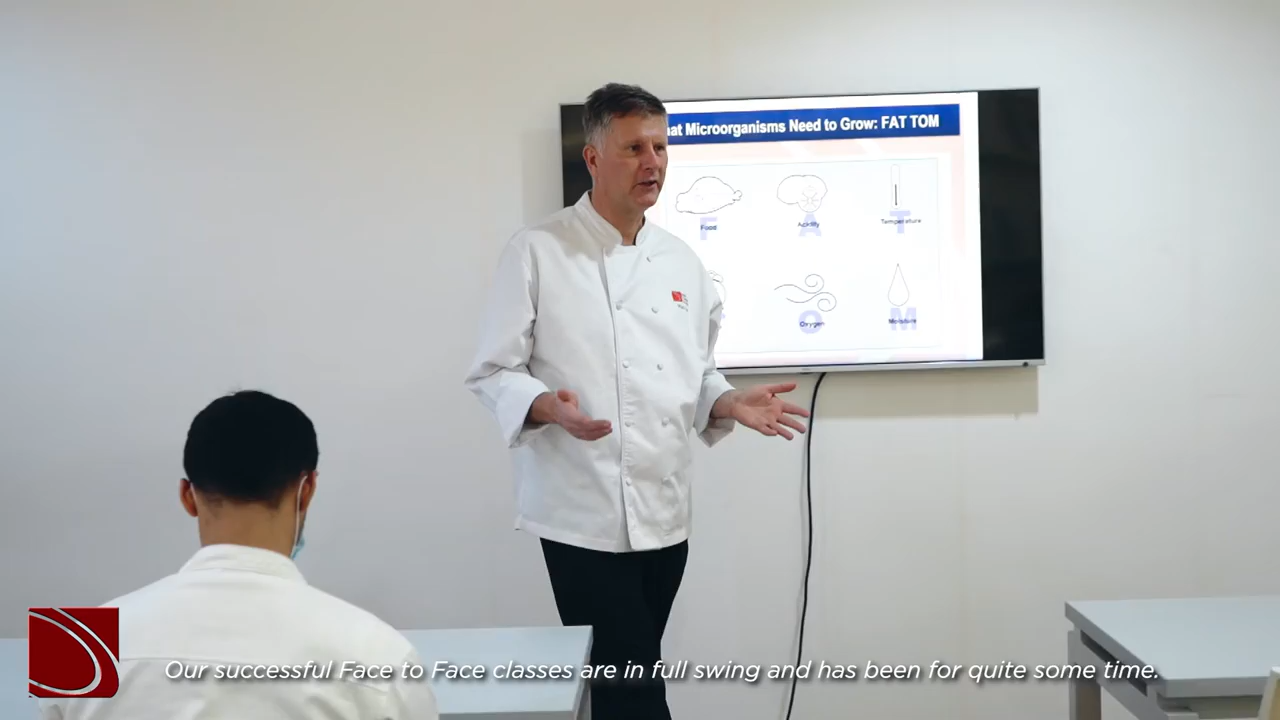 hat Microorganisms Need to Grow: FAT TOM
F
Food
A
Acidity
T
Temperature
O
Oxygen
M
Moisture
Our successful Face to Face classes are in full swing and has been for quite some time.